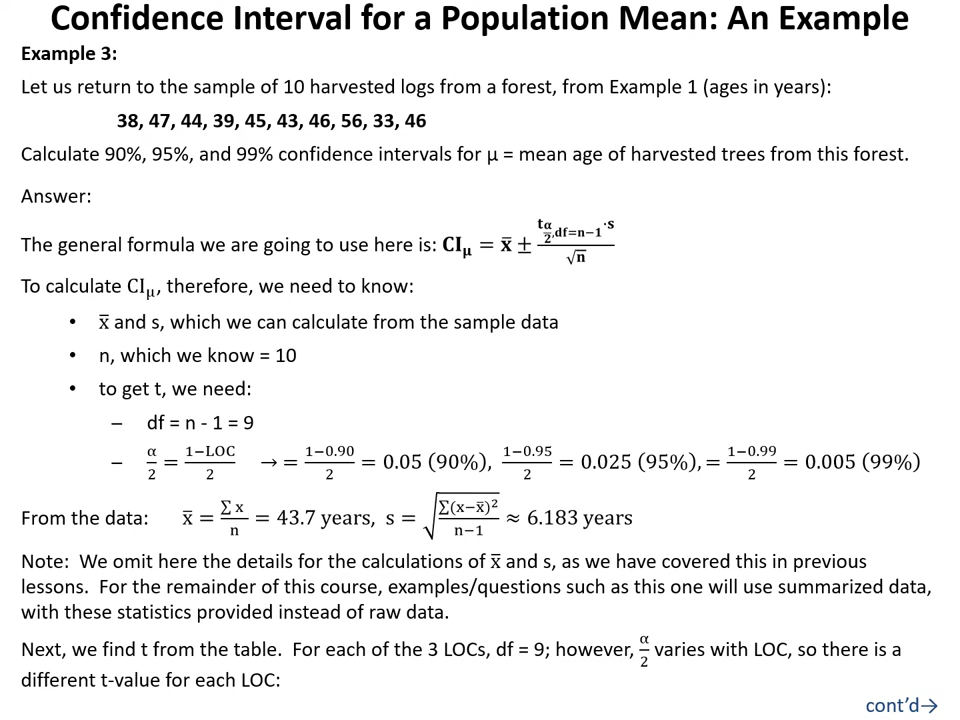 Confidence Interval for a Population Mean: An Example
Example 3:
Let us return to the sample of 10 harvested logs from a forest, from Example 1 (ages in years):
38, 47, 44, 39, 45, 43, 46, 56, 33, 46
Calculate 90%, 95%, and 99% confidence intervals for μ = mean age of harvested trees from this forest.
Answer:
The general formula we are going to use here is: CI_μ = x̄ ± (t_(α/2, df=n−1) · s)/√n
To calculate CI_μ, therefore, we need to know:
• x̄ and s, which we can calculate from the sample data
• n, which we know = 10
• to get t, we need:
– df = n - 1 = 9
– α/2 = (1−LOC)/2 → = (1−0.90)/2 = 0.05 (90%), (1−0.95)/2 = 0.025 (95%), = (1−0.99)/2 = 0.005 (99%)
From the data: x̄ = (∑ x)/n = 43.7 years, s = √(∑(x−x̄)²/(n−1)) ≈ 6.183 years
Note: We omit here the details for the calculations of x̄ and s, as we have covered this in previous
lessons. For the remainder of this course, examples/questions such as this one will use summarized data,
with these statistics provided instead of raw data.
Next, we find t from the table. For each of the 3 LOCs, df = 9; however, α/2 varies with LOC, so there is a
different t-value for each LOC:
cont'd→